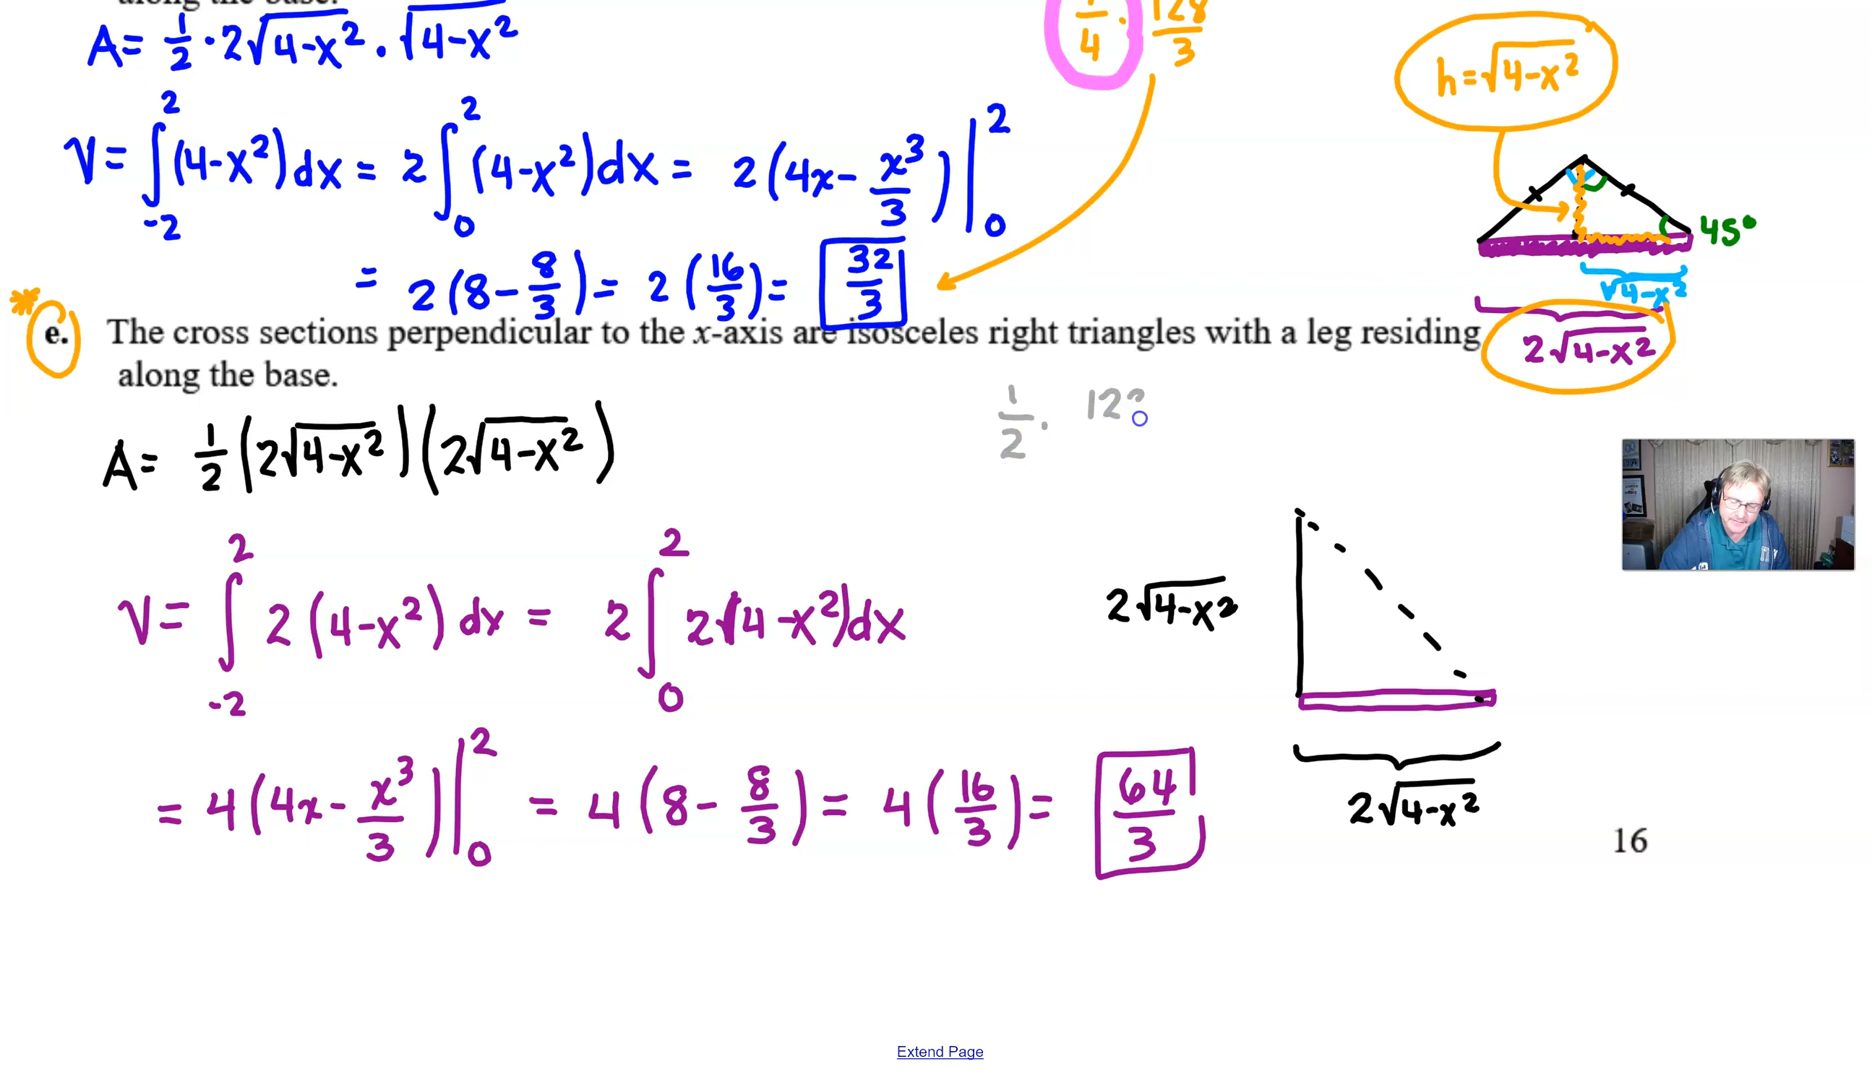 along the base.
A = 1/2 · 2√(4-x²) · √(4-x²)
1/4 · 128/3
h = √(4-x²)
V = ∫_{-2}^{2} (4-x²) dx = 2 ∫_{0}^{2} (4-x²) dx = 2(4x - x³/3) |_{0}^{2}
45°
√(4-x²)
= 2(8 - 8/3) = 2(16/3) = 32/3
2√(4-x²)
* e. The cross sections perpendicular to the x-axis are isosceles right triangles with a leg residing
along the base.
1/2 · 12
A = 1/2 (2√(4-x²)) (2√(4-x²))
V = ∫_{-2}^{2} 2(4-x²) dx = 2 ∫_{0}^{2} 2(4-x²) dx
2√(4-x²)
= 4(4x - x³/3) |_{0}^{2} = 4(8 - 8/3) = 4(16/3) = 64/3
2√(4-x²)
16
Extend Page